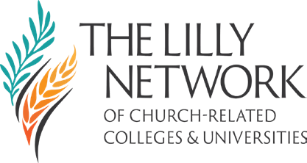 THE LILLY
NETWORK
OF CHURCH-RELATED
COLLEGES & UNIVERSITIES